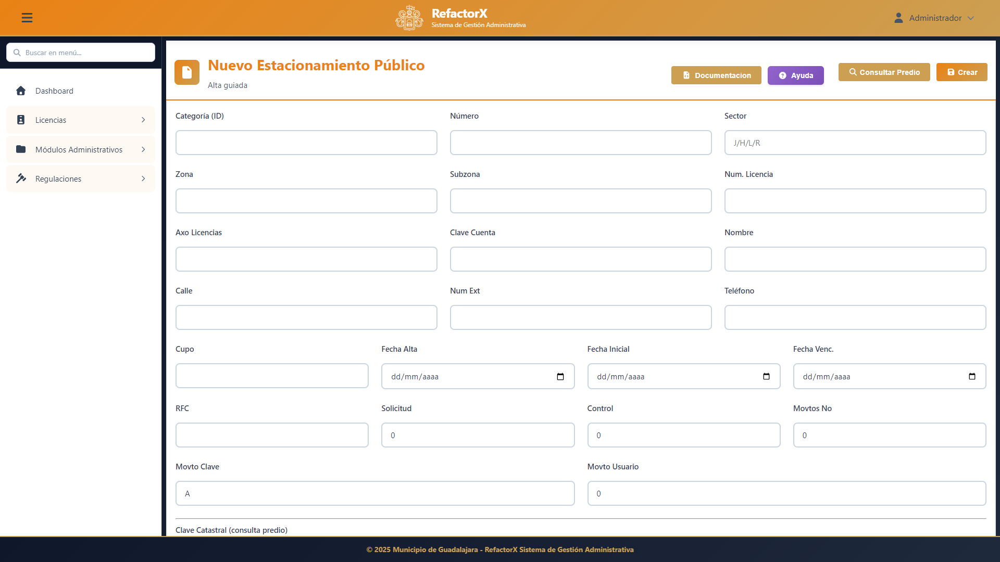 RefactorX
Sistema de Gestión Administrativa
Administrador
Buscar en menú...
Dashboard
Licencias
Módulos Administrativos
Regulaciones
Nuevo Estacionamiento Público
Alta guiada
Documentacion
Ayuda
Consultar Predio
Crear
Categoría (ID)
Número
Sector
J/H/L/R
Zona
Subzona
Num. Licencia
Axo Licencias
Clave Cuenta
Nombre
Calle
Num Ext
Teléfono
Cupo
Fecha Alta
Fecha Inicial
Fecha Venc.
dd/mm/aaaa
dd/mm/aaaa
dd/mm/aaaa
RFC
Solicitud
Control
Movtos No
0
0
0
Movto Clave
Movto Usuario
A
0
Clave Catastral (consulta predio)
© 2025 Municipio de Guadalajara - RefactorX Sistema de Gestión Administrativa